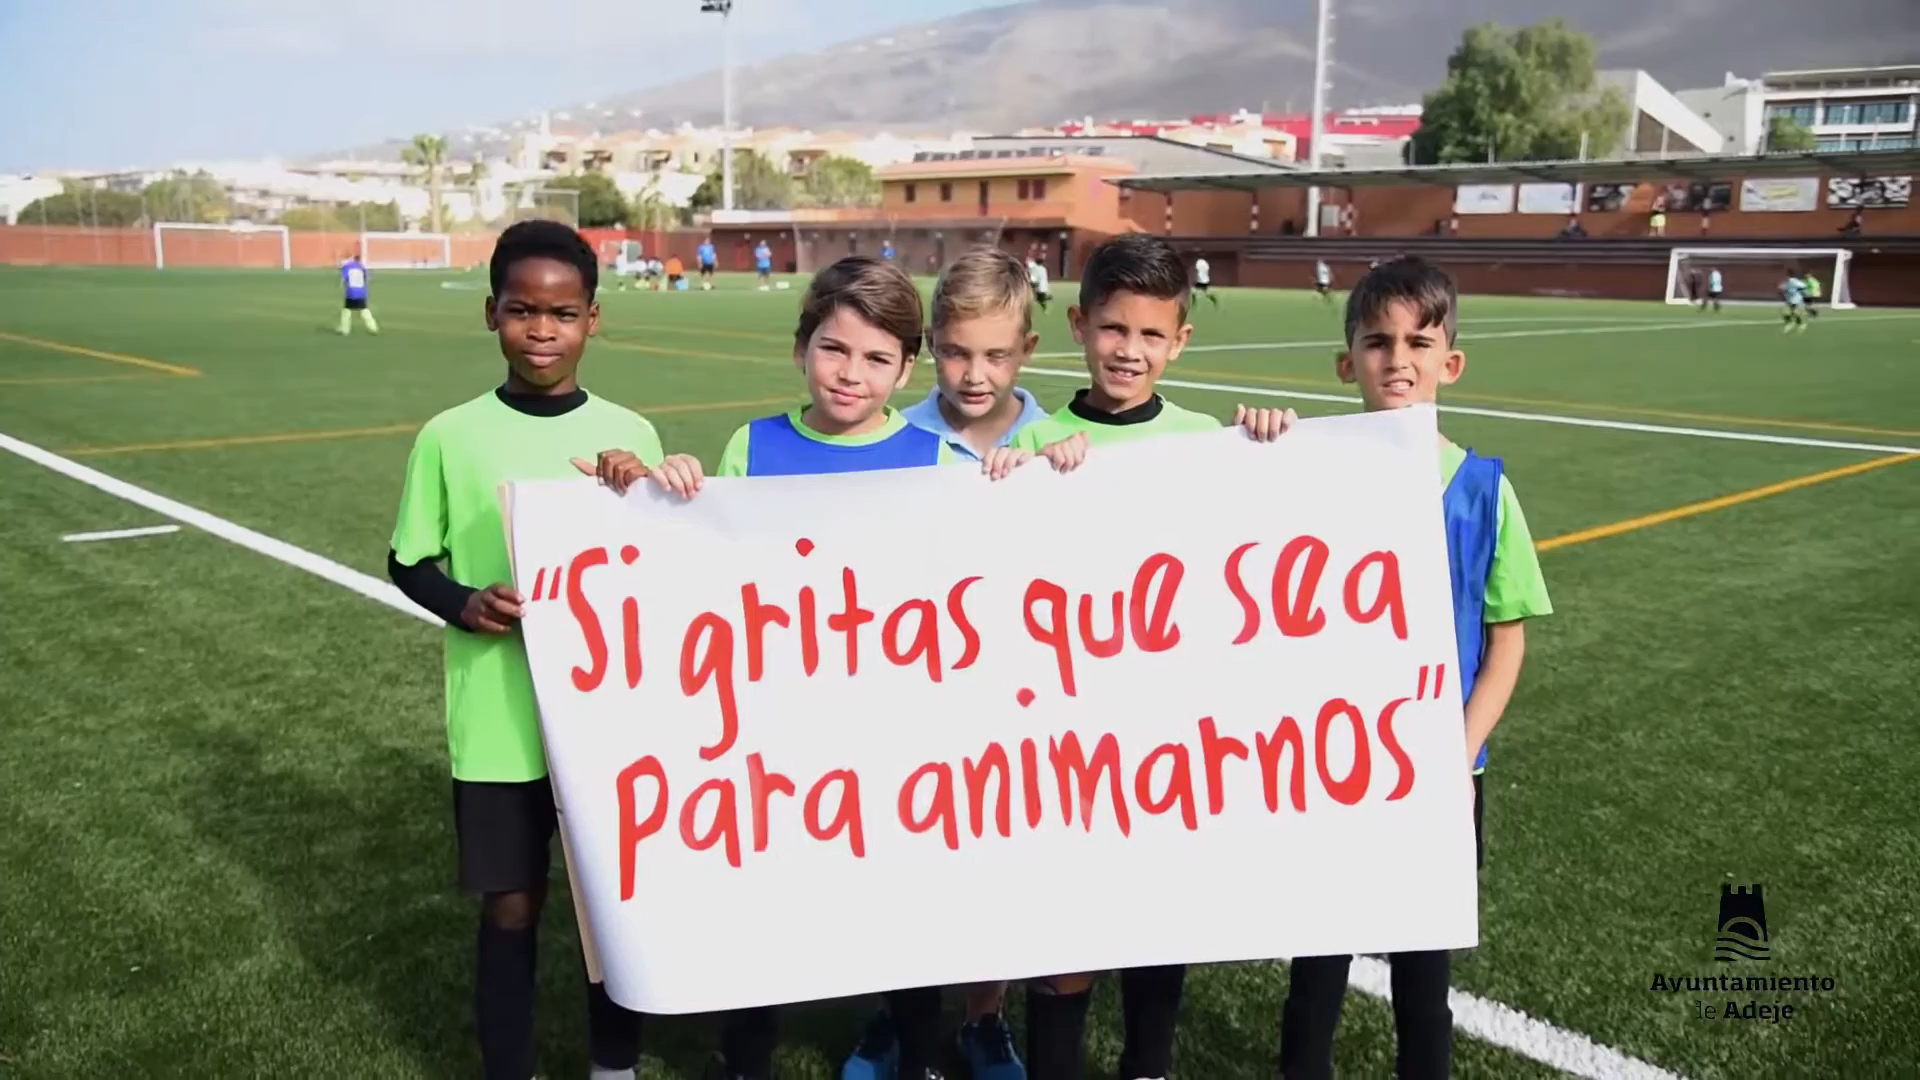 "Si gritas que sea
para animarnos"
Ayuntamiento
de Adeje